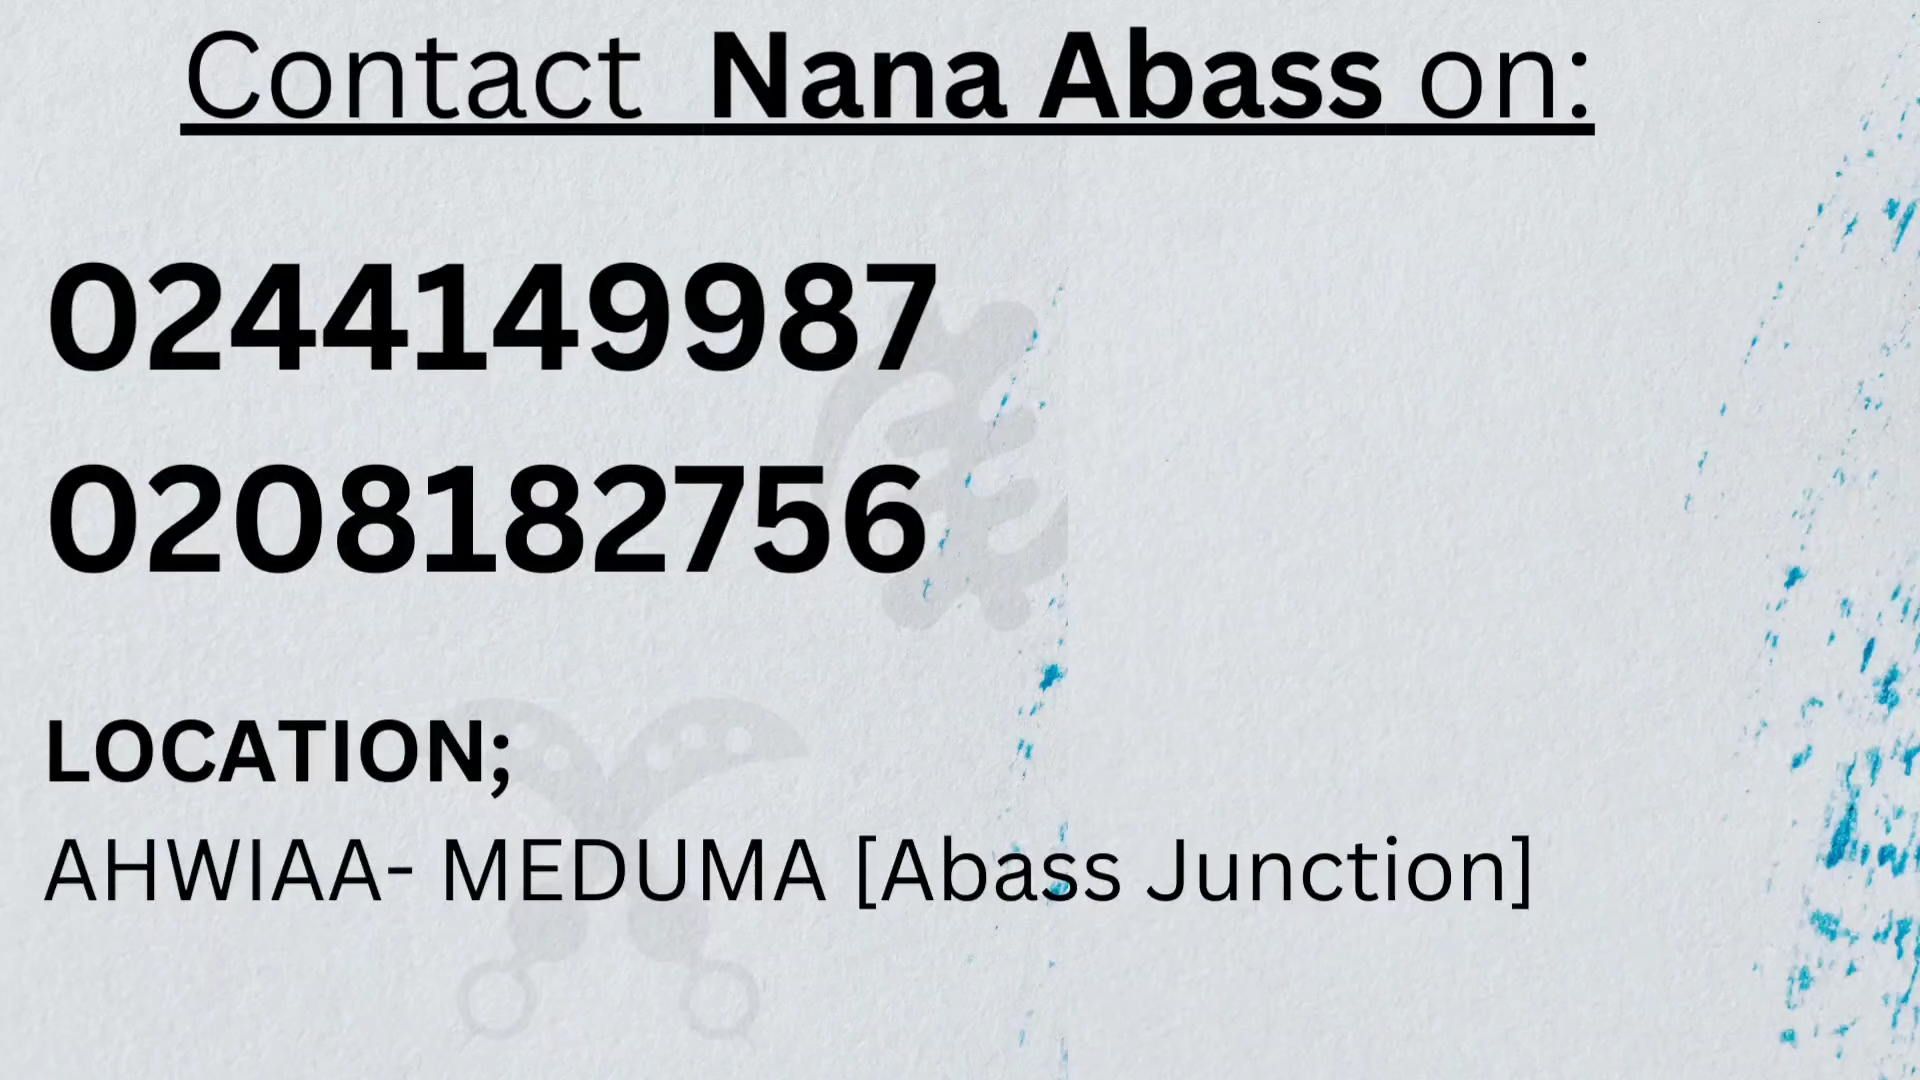 Contact Nana Abass on:
0244149987
0208182756
LOCATION;
AHWIAA- MEDUMA [Abass Junction]